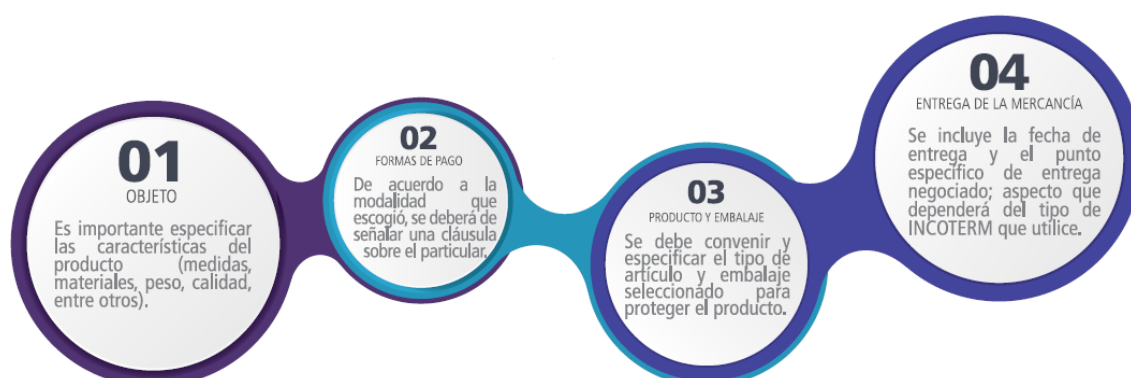 01
OBJETO
Es importante especificar
las características del
producto (medidas,
materiales, peso, calidad,
entre otros).
02
FORMAS DE PAGO
De acuerdo a la
modalidad que
escogió, se deberá de
señalar una cláusula
sobre el particular.
03
PRODUCTO Y EMBALAJE
Se debe convenir y
especificar el tipo de
artículo y embalaje
seleccionado para
proteger el producto.
04
ENTREGA DE LA MERCANCÍA
Se incluye la fecha de
entrega y el punto
específico de entrega
negociado; aspecto que
dependerá del tipo de
INCOTERM que utilice.